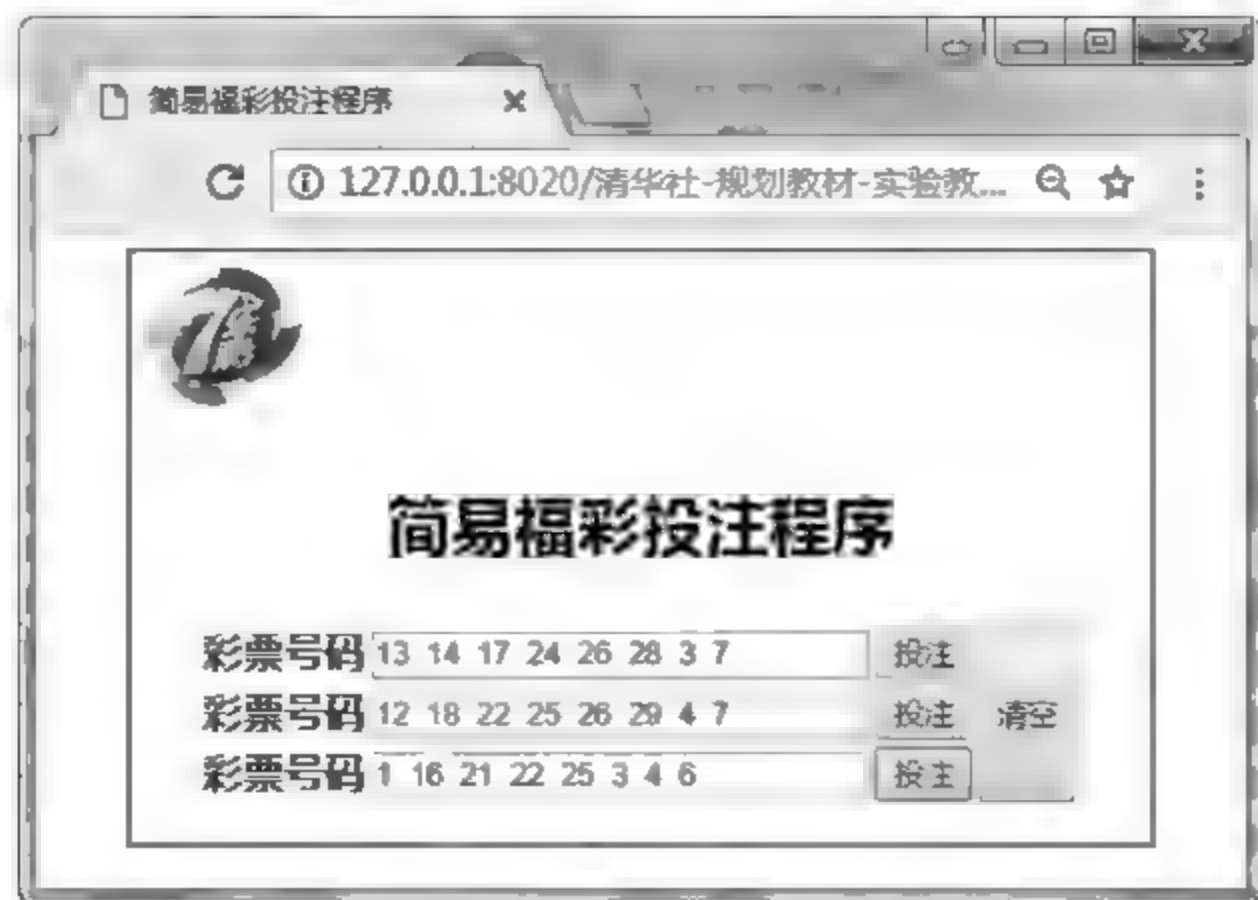 简易福彩投注程序
127.0.0.1:8020/清华社-规划教材-实验教...
简易福彩投注程序
彩票号码 13 14 17 24 26 28 3 7 投注
彩票号码 12 18 22 25 26 29 4 7 投注 清空
彩票号码 1 16 21 22 25 3 4 6 投注